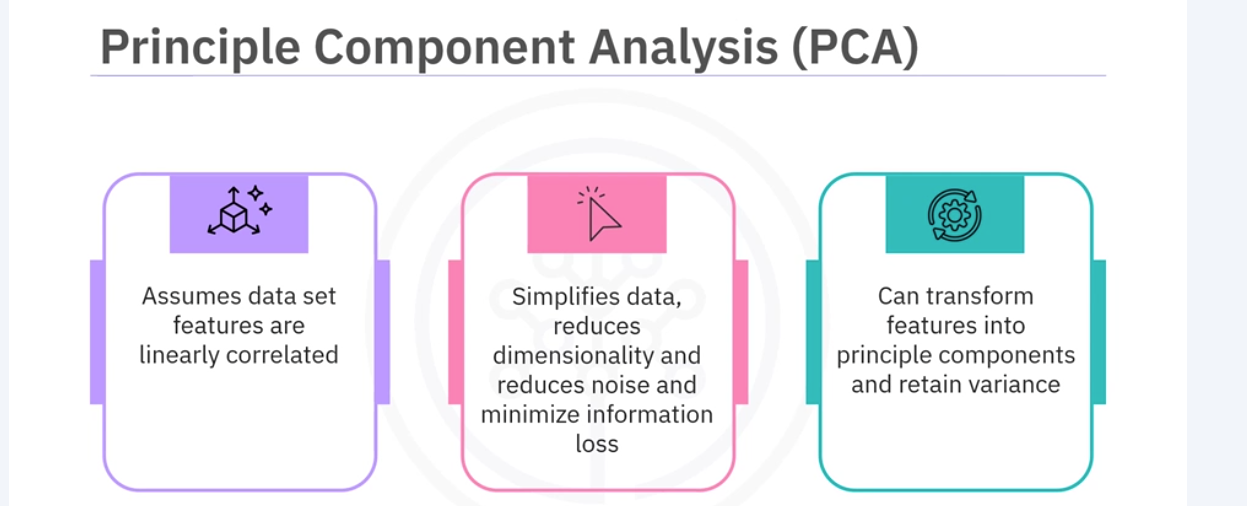 Principle Component Analysis (PCA)
Assumes data set
features are
linearly correlated
Simplifies data,
reduces
dimensionality and
reduces noise and
minimize information
loss
Can transform
features into
principle components
and retain variance